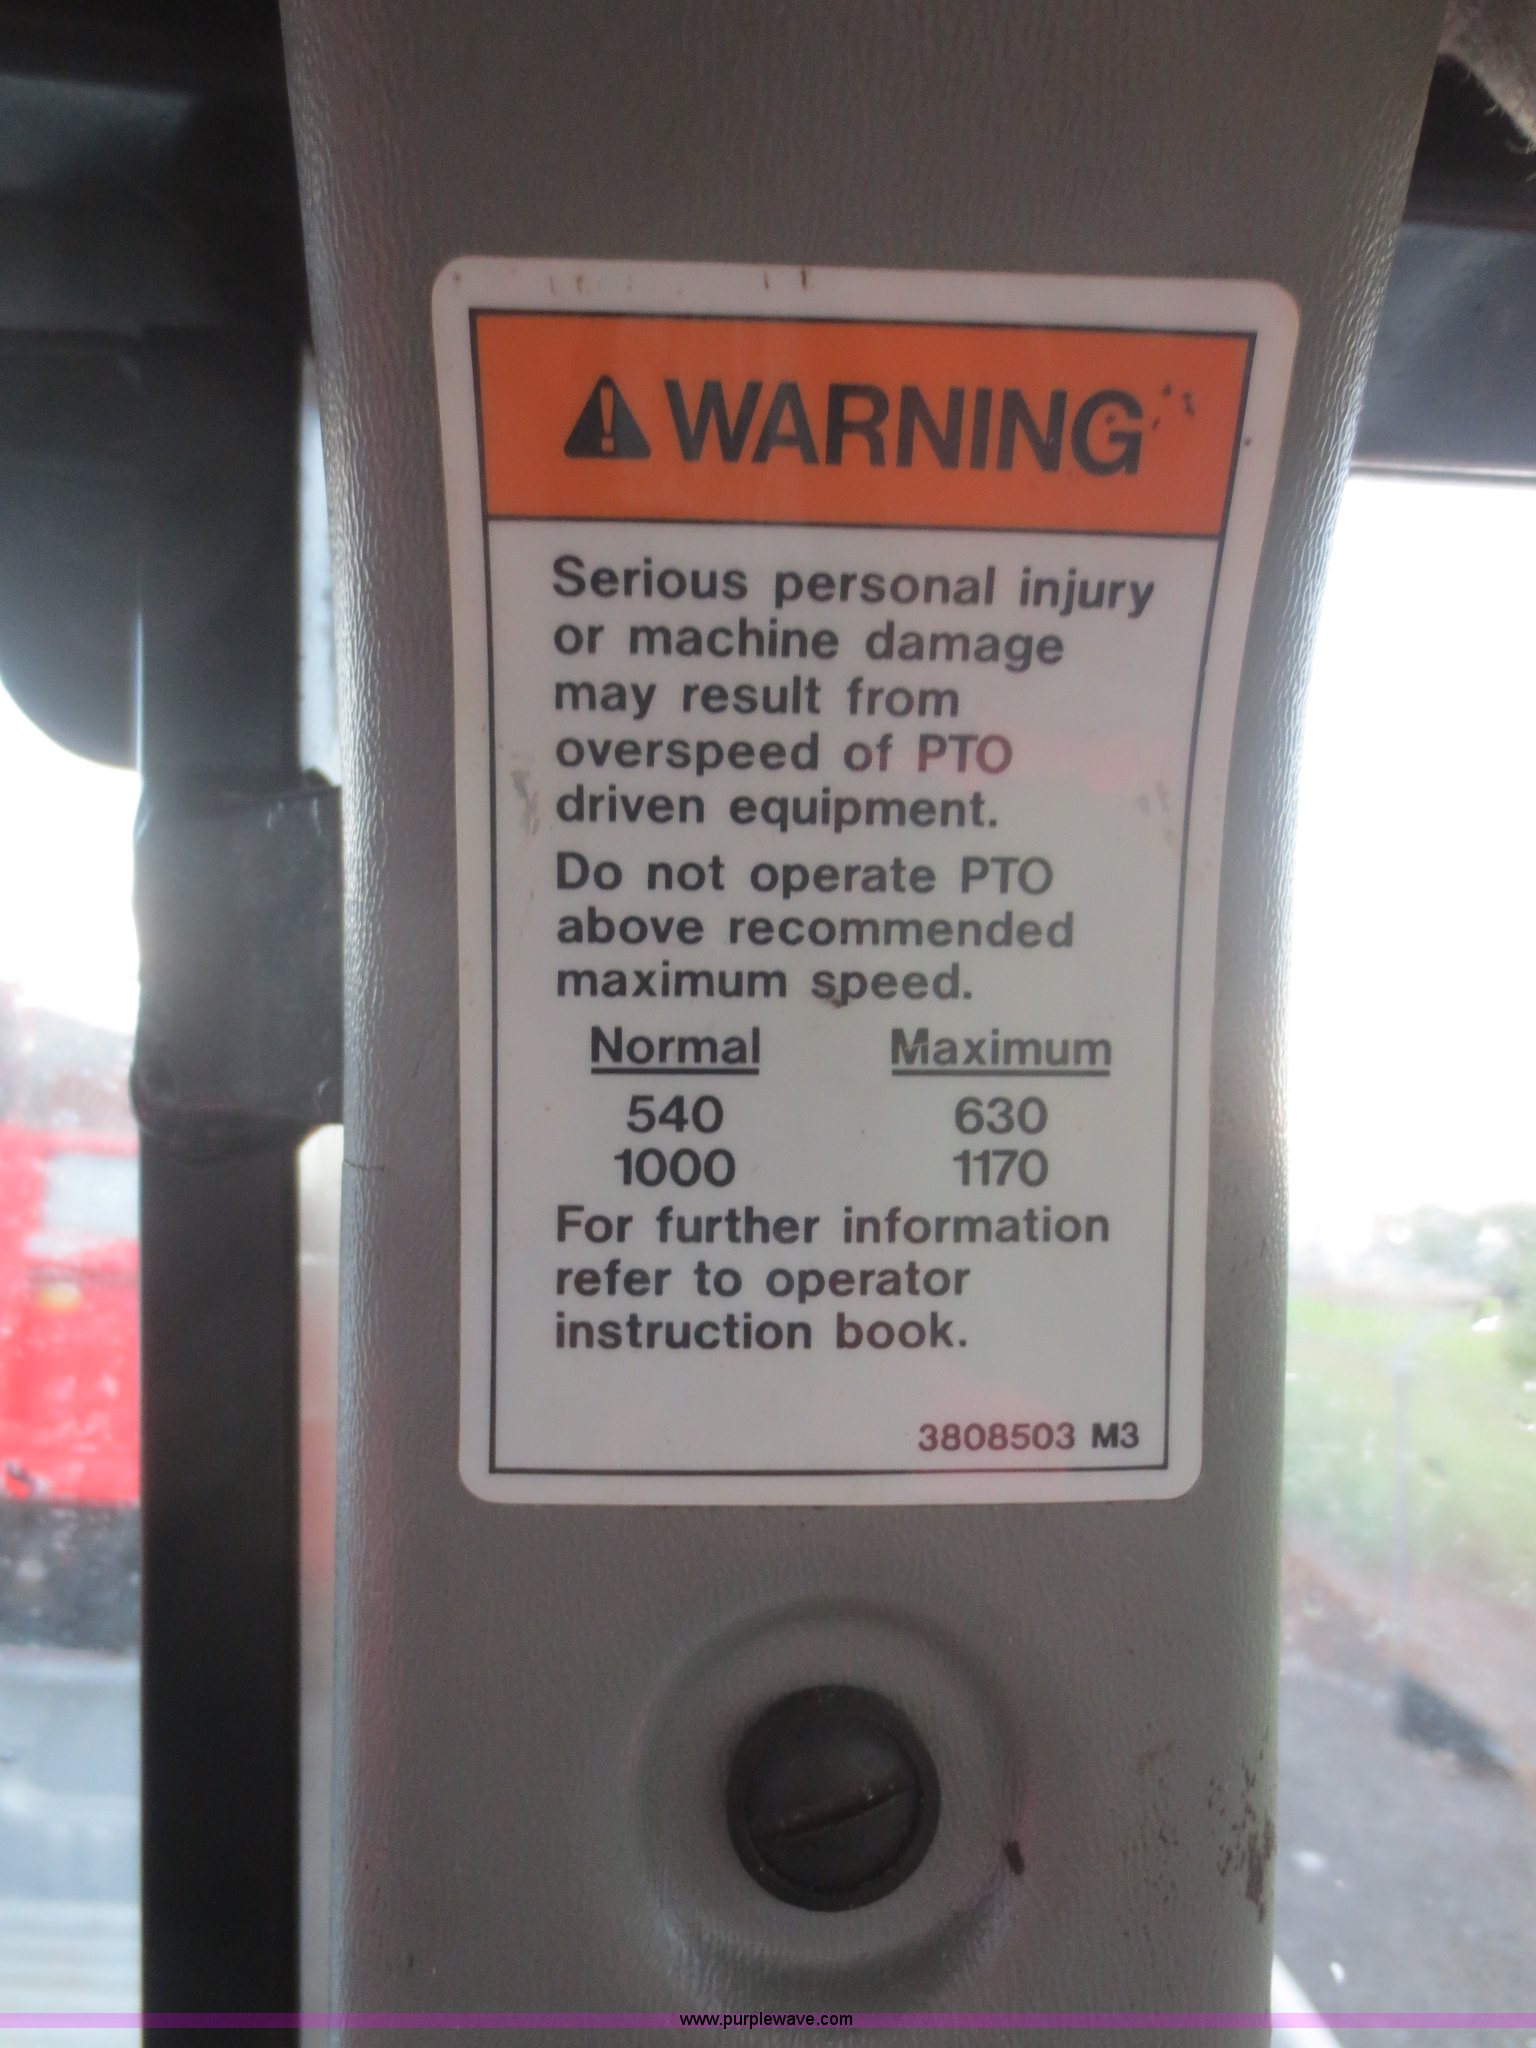 WARNING
Serious personal injury
or machine damage
may result from
overspeed of PTO
driven equipment.
Do not operate PTO
above recommended
maximum speed.
Normal Maximum
540 630
1000 1170
For further information
refer to operator
instruction book.
3808503 M3
www.purplewave.com